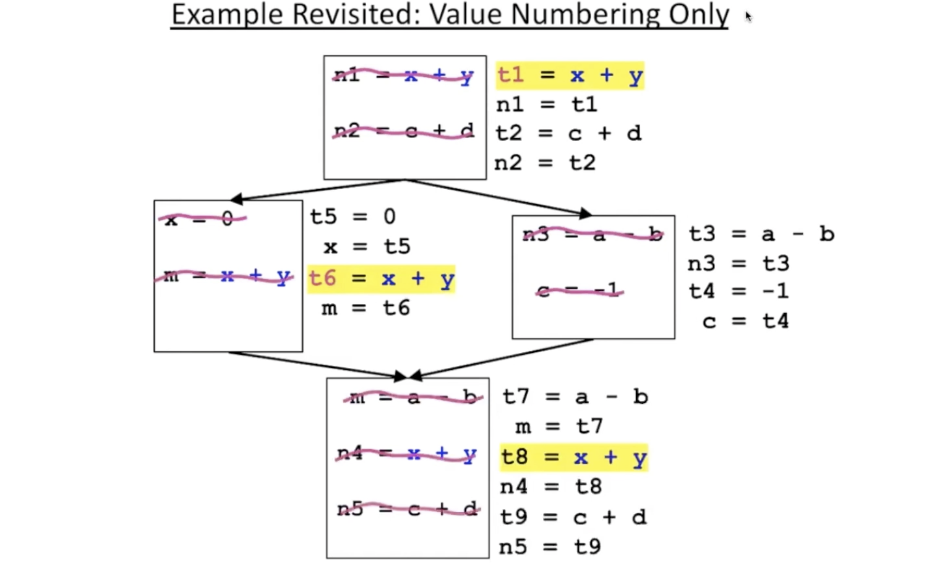 Example Revisited: Value Numbering Only
n1 = x + y
n2 = c + d
t1 = x + y
n1 = t1
t2 = c + d
n2 = t2
x = 0
m = x + y
t5 = 0
x = t5
t6 = x + y
m = t6
n3 = a - b
c = -1
t3 = a - b
n3 = t3
t4 = -1
c = t4
m = a - b
n4 = x + y
n5 = c + d
t7 = a - b
m = t7
t8 = x + y
n4 = t8
t9 = c + d
n5 = t9